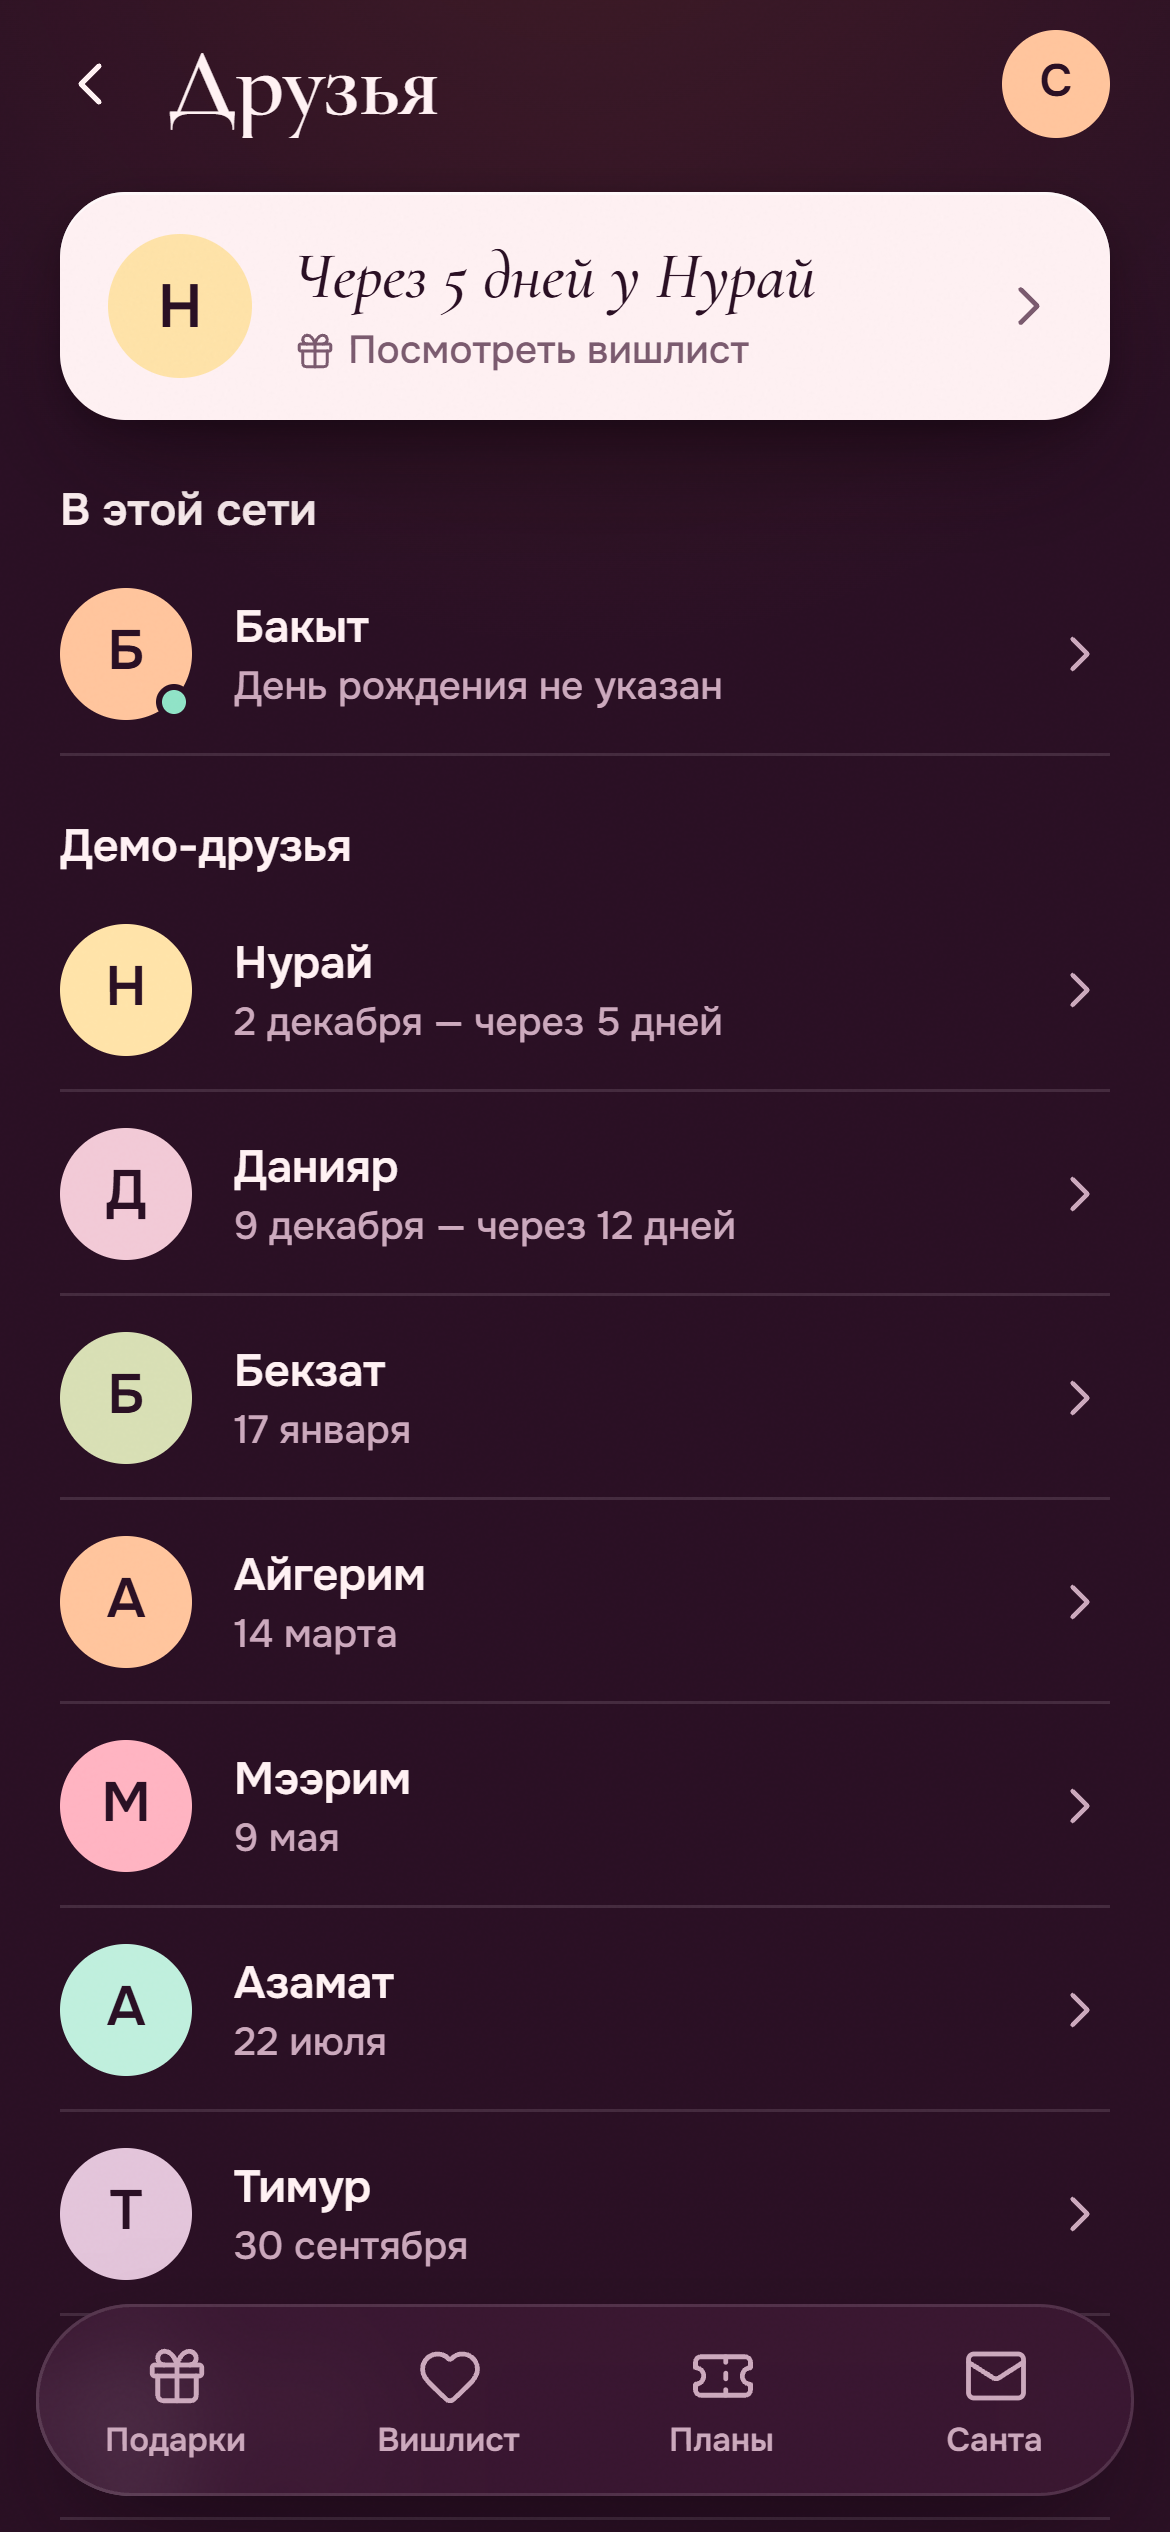 Друзья
С
Н
Через 5 дней у Нурай
Посмотреть вишлист
В этой сети
Б
Бакыт
День рождения не указан
Демо-друзья
Н
Нурай
2 декабря — через 5 дней
Д
Данияр
9 декабря — через 12 дней
Б
Бекзат
17 января
А
Айгерим
14 марта
М
Мээрим
9 мая
А
Азамат
22 июля
Т
Тимур
30 сентября
Подарки
Вишлист
Планы
Санта